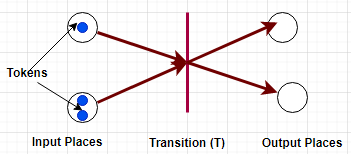 Tokens
Input Places
Transition (T)
Output Places